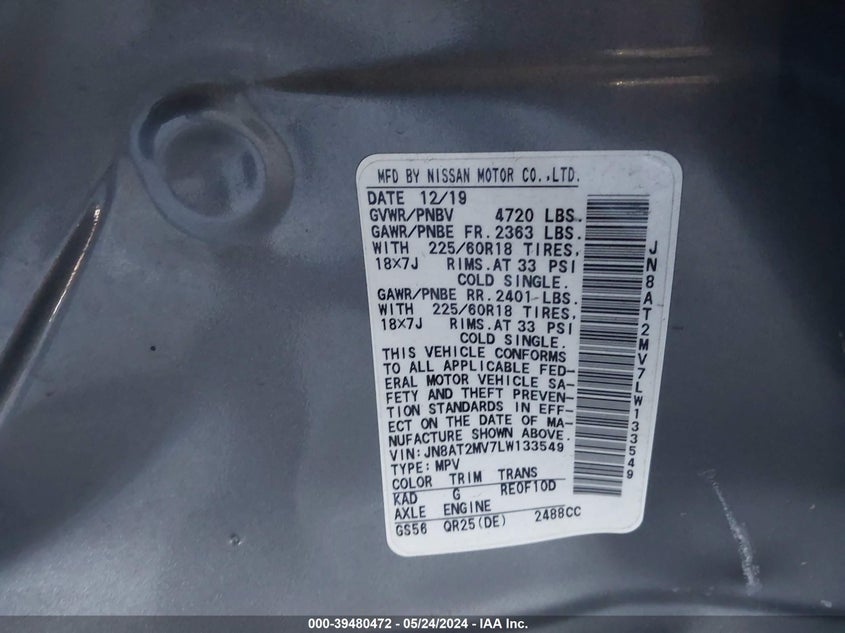 MFD BY NISSAN MOTOR CO.,LTD.
DATE 12/19
GVWR/PNBV 4720 LBS.
GAWR/PNBE FR. 2363 LBS.
WITH 225/60R18 TIRES,
18×7J RIMS.AT 33 PSI
COLD SINGLE.
GAWR/PNBE RR. 2401 LBS.
WITH 225/60R18 TIRES,
18×7J RIMS.AT 33 PSI
COLD SINGLE.
THIS VEHICLE CONFORMS
TO ALL APPLICABLE FED-
ERAL MOTOR VEHICLE SA-
FETY AND THEFT PREVEN-
TION STANDARDS IN EFF-
ECT ON THE DATE OF MA-
NUFACTURE SHOWN ABOVE.
VIN: JN8AT2MV7LW133549
TYPE: MPV
COLOR TRIM TRANS
KAD G RE0F10D
AXLE ENGINE
GS56 QR25(DE) 2488CC
JN8AT2MV7LW133549
000-39480472 - 05/24/2024 - IAA Inc.